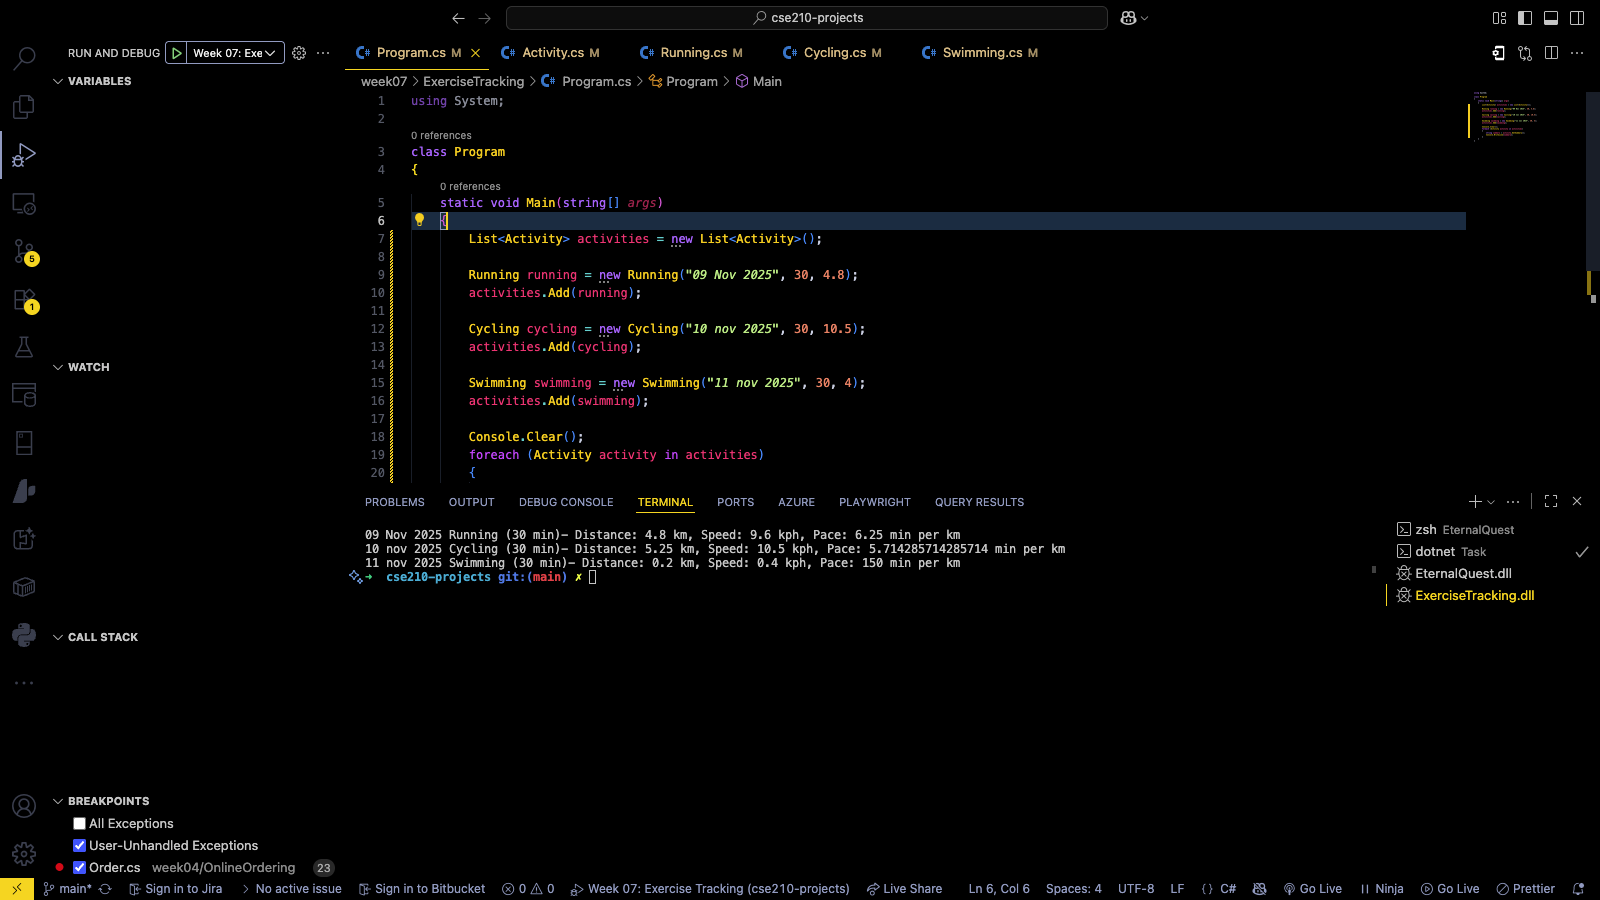 cse210-projects
RUN AND DEBUG
Week 07: Exe
Program.cs M
Activity.cs M
Running.cs M
Cycling.cs M
Swimming.cs M
VARIABLES
week07 > ExerciseTracking > Program.cs > Program > Main
1 using System;
2
0 references
3 class Program
4 {
0 references
5 static void Main(string[] args)
6 {
7 List<Activity> activities = new List<Activity>();
8
9 Running running = new Running("09 Nov 2025", 30, 4.8);
10 activities.Add(running);
11
12 Cycling cycling = new Cycling("10 nov 2025", 30, 10.5);
13 activities.Add(cycling);
14
15 Swimming swimming = new Swimming("11 nov 2025", 30, 4);
16 activities.Add(swimming);
17
18 Console.Clear();
19 foreach (Activity activity in activities)
20 {
5
1
WATCH
PROBLEMS OUTPUT DEBUG CONSOLE TERMINAL PORTS AZURE PLAYWRIGHT QUERY RESULTS
09 Nov 2025 Running (30 min)- Distance: 4.8 km, Speed: 9.6 kph, Pace: 6.25 min per km
10 nov 2025 Cycling (30 min)- Distance: 5.25 km, Speed: 10.5 kph, Pace: 5.714285714285714 min per km
11 nov 2025 Swimming (30 min)- Distance: 0.2 km, Speed: 0.4 kph, Pace: 150 min per km
→ cse210-projects git:(main) ✗
zsh EternalQuest
dotnet Task
EternalQuest.dll
ExerciseTracking.dll
CALL STACK
BREAKPOINTS
All Exceptions
User-Unhandled Exceptions
Order.cs week04/OnlineOrdering 23
main* Sign in to Jira > No active issue Sign in to Bitbucket 0 0 Week 07: Exercise Tracking (cse210-projects) Live Share Ln 6, Col 6 Spaces: 4 UTF-8 LF {} C# Go Live Ninja Go Live Prettier